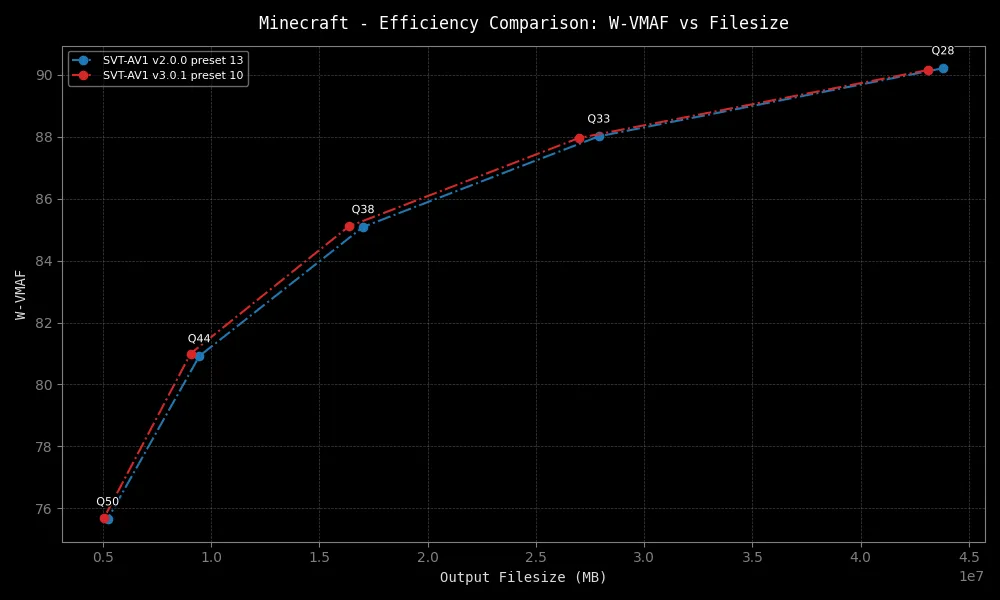 Minecraft - Efficiency Comparison: W-VMAF vs Filesize
SVT-AV1 v2.0.0 preset 13
SVT-AV1 v3.0.1 preset 10
Q28
Q33
Q38
Q44
Q50
W-VMAF
90
88
86
84
82
80
78
76
0.5 1.0 1.5 2.0 2.5 3.0 3.5 4.0 4.5
1e7
Output Filesize (MB)